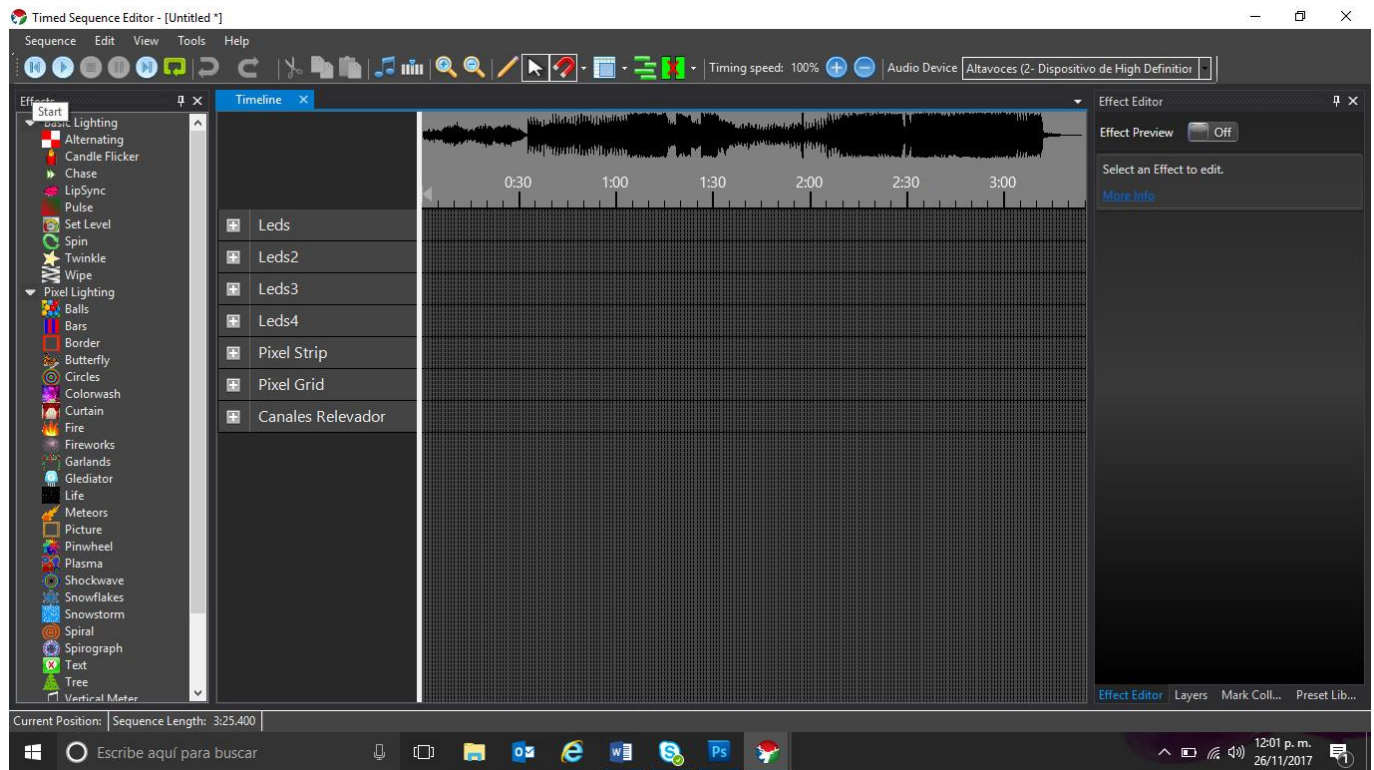 Timed Sequence Editor - [Untitled *]
Sequence Edit View Tools Help
Timing speed: 100% Audio Device Altavoces (2- Dispositivo de High Definitior
Effects
Start
Basic Lighting
Alternating
Candle Flicker
Chase
LipSync
Pulse
Set Level
Spin
Twinkle
Wipe
Pixel Lighting
Balls
Bars
Border
Butterfly
Circles
Colorwash
Curtain
Fire
Fireworks
Garlands
Glediator
Life
Meteors
Picture
Pinwheel
Plasma
Shockwave
Snowflakes
Snowstorm
Spiral
Spirograph
Text
Tree
Vertical Meter
Timeline
0:30 1:00 1:30 2:00 2:30 3:00
Leds
Leds2
Leds3
Leds4
Pixel Strip
Pixel Grid
Canales Relevador
Effect Editor
Effect Preview Off
Select an Effect to edit.
More Info
Effect Editor Layers Mark Coll... Preset Lib...
Current Position: Sequence Length: 3:25.400
Escribe aquí para buscar
12:01 p. m.
26/11/2017
1